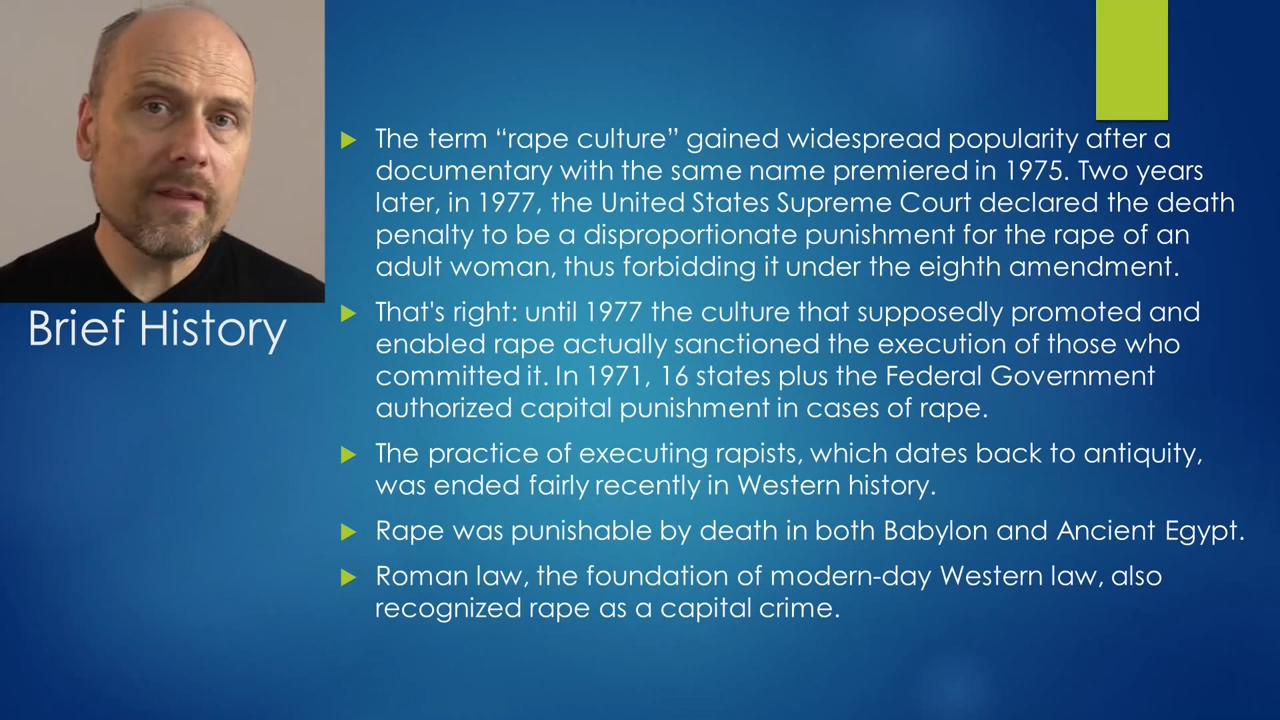 The term “rape culture” gained widespread popularity after a
documentary with the same name premiered in 1975. Two years
later, in 1977, the United States Supreme Court declared the death
penalty to be a disproportionate punishment for the rape of an
adult woman, thus forbidding it under the eighth amendment.
That's right: until 1977 the culture that supposedly promoted and
enabled rape actually sanctioned the execution of those who
committed it. In 1971, 16 states plus the Federal Government
authorized capital punishment in cases of rape.
The practice of executing rapists, which dates back to antiquity,
was ended fairly recently in Western history.
Rape was punishable by death in both Babylon and Ancient Egypt.
Roman law, the foundation of modern-day Western law, also
recognized rape as a capital crime.
Brief History